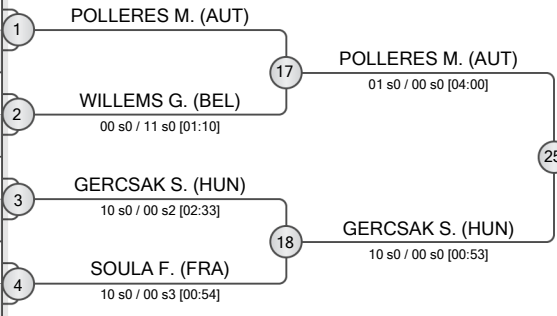 1
POLLERES M. (AUT)
2
WILLEMS G. (BEL)
00 s0 / 11 s0 [01:10]
17
POLLERES M. (AUT)
01 s0 / 00 s0 [04:00]
3
GERCSAK S. (HUN)
10 s0 / 00 s2 [02:33]
4
SOULA F. (FRA)
10 s0 / 00 s3 [00:54]
18
GERCSAK S. (HUN)
10 s0 / 00 s0 [00:53]
25